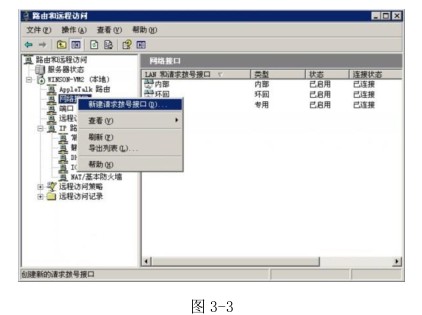 路由和远程访问
文件(F) 操作(A) 查看(V) 帮助(H)
路由和远程访问
服务器状态
WINSON-VM2 (本地)
AppleTalk 路由
网络接口
端口
远程
IP 路
NAT/基本防火墙
远程访问策略
远程访问记录
新建请求拨号接口(D)...
查看(V)
刷新(F)
导出列表(L)...
帮助(H)
网络接口
LAN 和请求拨号接口 类型 状态 连接状态
内部 内部 已启用 已连接
环回 环回 已启用 已连接
专用 已启用 已连接
创建新的请求拨号接口
图 3-3